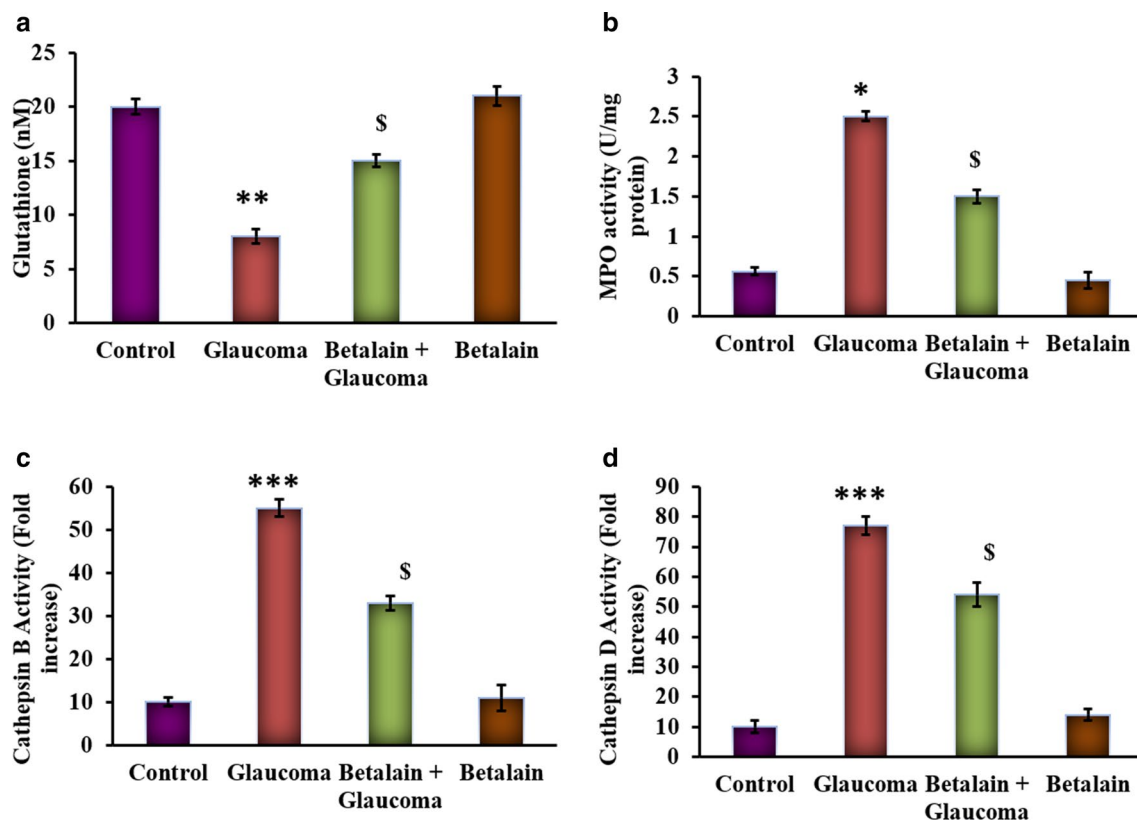 a
Glutathione (nM)
25
20
15
10
5
0
**
$
Control
Glaucoma
Betalain +
Glaucoma
Betalain
b
MPO activity (U/mg
protein)
3
2.5
2
1.5
1
0.5
0
*
$
Control
Glaucoma
Betalain +
Glaucoma
Betalain
c
Cathepsin B Activity (Fold
increase)
60
50
40
30
20
10
0
***
$
Control
Glaucoma
Betalain +
Glaucoma
Betalain
d
Cathepsin D Activity (Fold
increase)
90
80
70
60
50
40
30
20
10
0
***
$
Control
Glaucoma
Betalain +
Glaucoma
Betalain